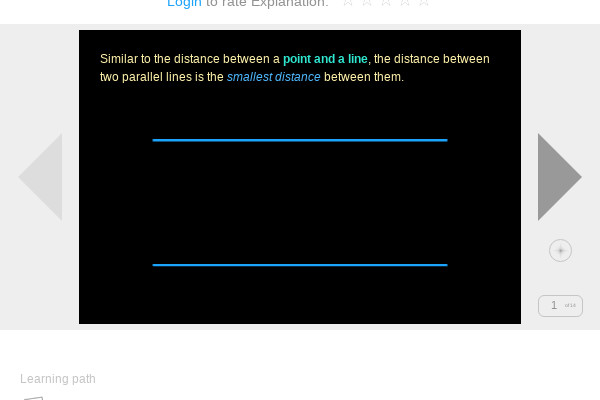 Login to rate Explanation:
Similar to the distance between a point and a line, the distance between
two parallel lines is the smallest distance between them.
1
Learning path